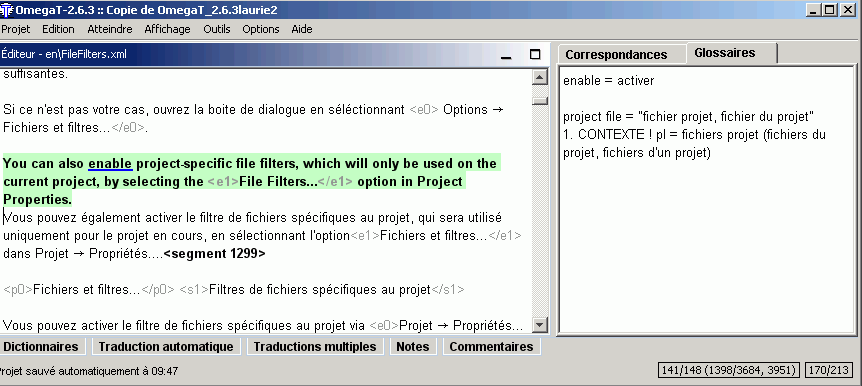 OmegaT-2.6.3 :: Copie de OmegaT_2.6.3laurie2
Projet Edition Atteindre Affichage Outils Options Aide
Éditeur - en\FileFilters.xml
suffisantes.
Si ce n'est pas votre cas, ouvrez la boite de dialogue en séléctionnant <e0> Options →
Fichiers et filtres...</e0>.
You can also enable project-specific file filters, which will only be used on the
current project, by selecting the <e1>File Filters...</e1> option in Project
Properties.
Vous pouvez également activer le filtre de fichiers spécifiques au projet, qui sera utilisé
uniquement pour le projet en cours, en sélectionnant l'option<e1>Fichiers et filtres...</e1>
dans Projet → Propriétés....<segment 1299>
<p0>Fichiers et filtres...</p0> <s1>Filtres de fichiers spécifiques au projet</s1>
Vous pouvez activer le filtre de fichiers spécifiques au projet via <e0>Projet → Propriétés...
Correspondances Glossaires
enable = activer
project file = "fichier projet, fichier du projet"
1. CONTEXTE ! pl = fichiers projet (fichiers du
projet, fichiers d'un projet)
Dictionnaires Traduction automatique Traductions multiples Notes Commentaires
Projet sauvé automatiquement à 09:47
141/148 (1398/3684, 3951) 170/213